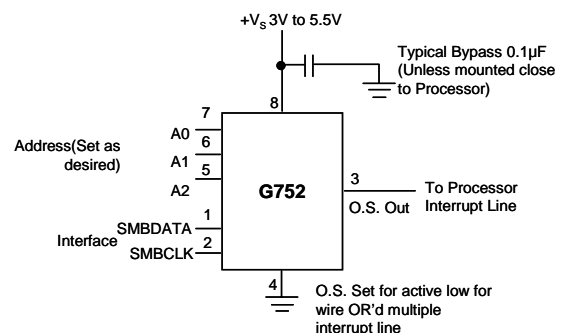 +VS 3V to 5.5V
Typical Bypass 0.1µF
(Unless mounted close
to Processor)
8
7
A0
6
A1
5
A2
Address(Set as
desired)
G752
3
O.S. Out
To Processor
Interrupt Line
1
SMBDATA
Interface
2
SMBCLK
4
O.S. Set for active low for
wire OR'd multiple
interrupt line